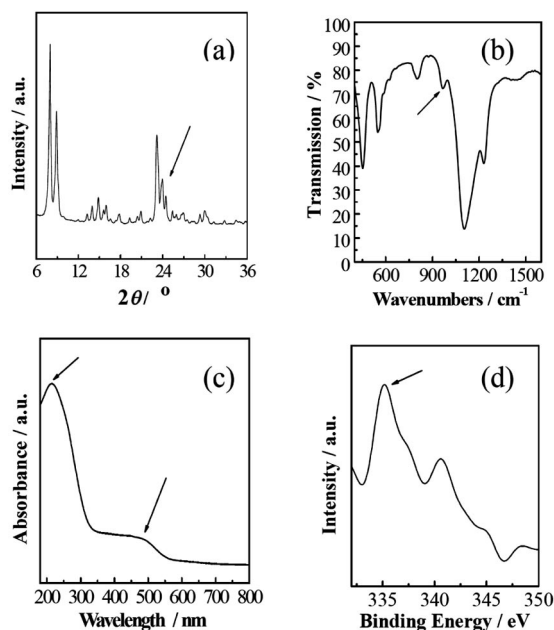 (a)
Intensity / a.u.
6 12 18 24 30 36
2θ/ °
(b)
Transmission / %
100
90
80
70
60
50
40
30
20
10
0
600 900 1200 1500
Wavenumbers / cm-1
(c)
Absorbance / a.u.
200 300 400 500 600 700 800
Wavelength / nm
(d)
Intensity / a.u.
335 340 345 350
Binding Energy / eV